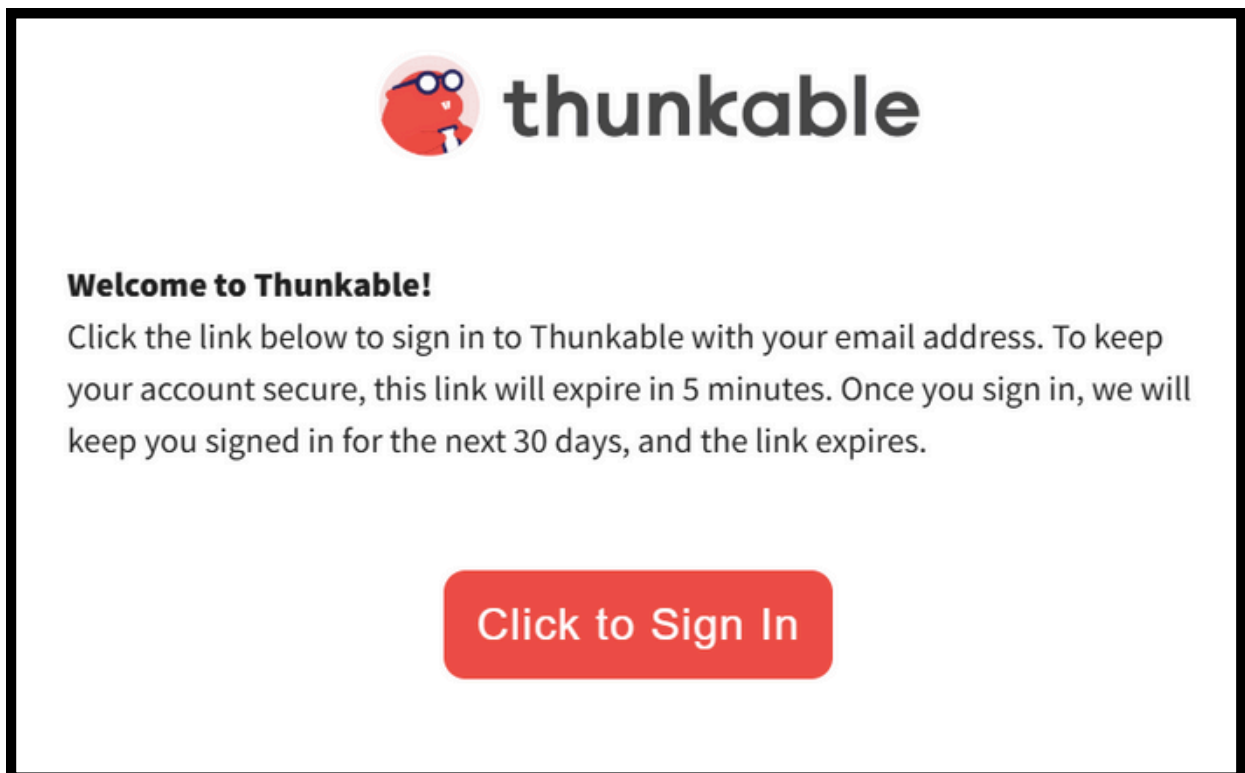 thunkable
Welcome to Thunkable!
Click the link below to sign in to Thunkable with your email address. To keep
your account secure, this link will expire in 5 minutes. Once you sign in, we will
keep you signed in for the next 30 days, and the link expires.
Click to Sign In